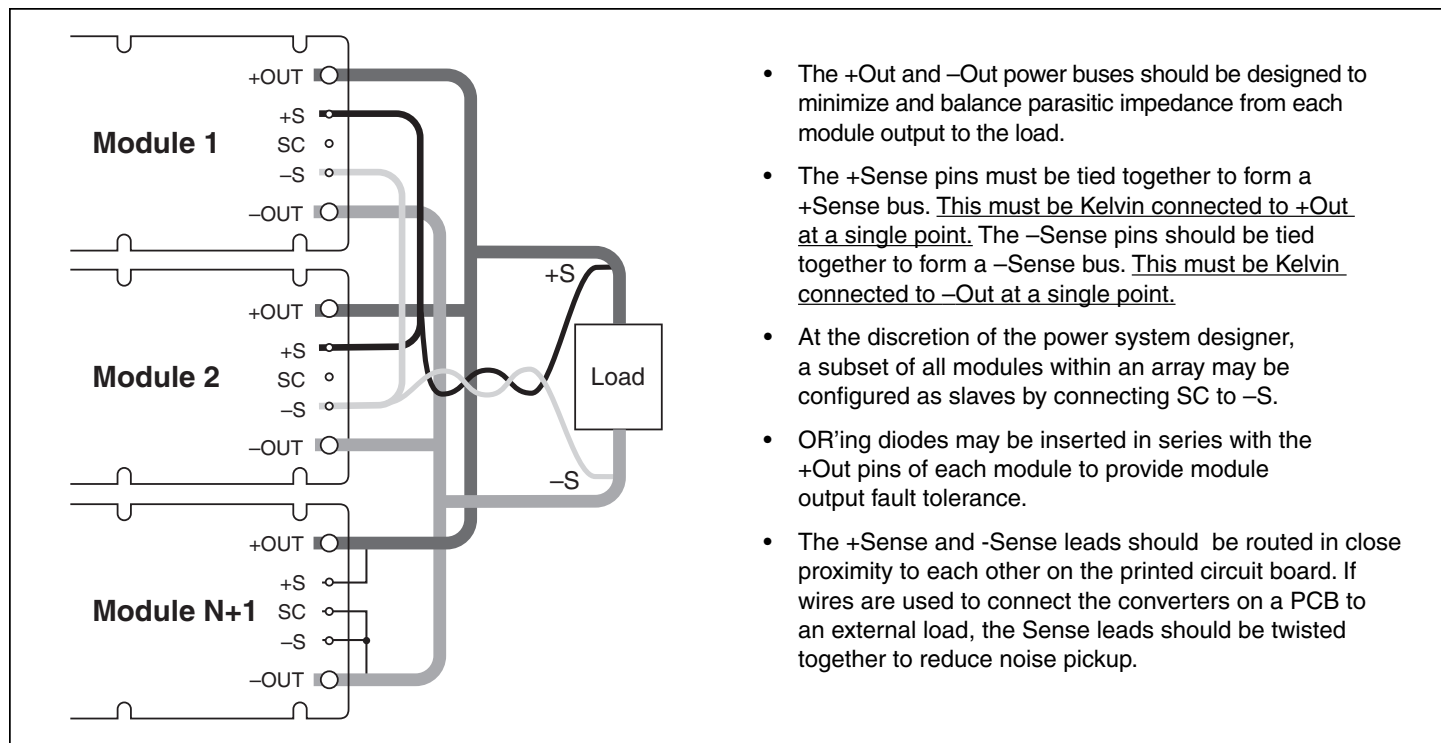 +OUT
+S
Module 1
SC
–S
–OUT
+OUT
+S
Module 2
SC
–S
–OUT
+OUT
+S
Module N+1
SC
–S
–OUT
+S
Load
–S
• The +Out and –Out power buses should be designed to
minimize and balance parasitic impedance from each
module output to the load.
• The +Sense pins must be tied together to form a
+Sense bus. This must be Kelvin connected to +Out
at a single point. The –Sense pins should be tied
together to form a –Sense bus. This must be Kelvin
connected to –Out at a single point.
• At the discretion of the power system designer,
a subset of all modules within an array may be
configured as slaves by connecting SC to –S.
• OR'ing diodes may be inserted in series with the
+Out pins of each module to provide module
output fault tolerance.
• The +Sense and -Sense leads should  be routed in close
proximity to each other on the printed circuit board. If
wires are used to connect the converters on a PCB to
an external load, the Sense leads should be twisted
together to reduce noise pickup.